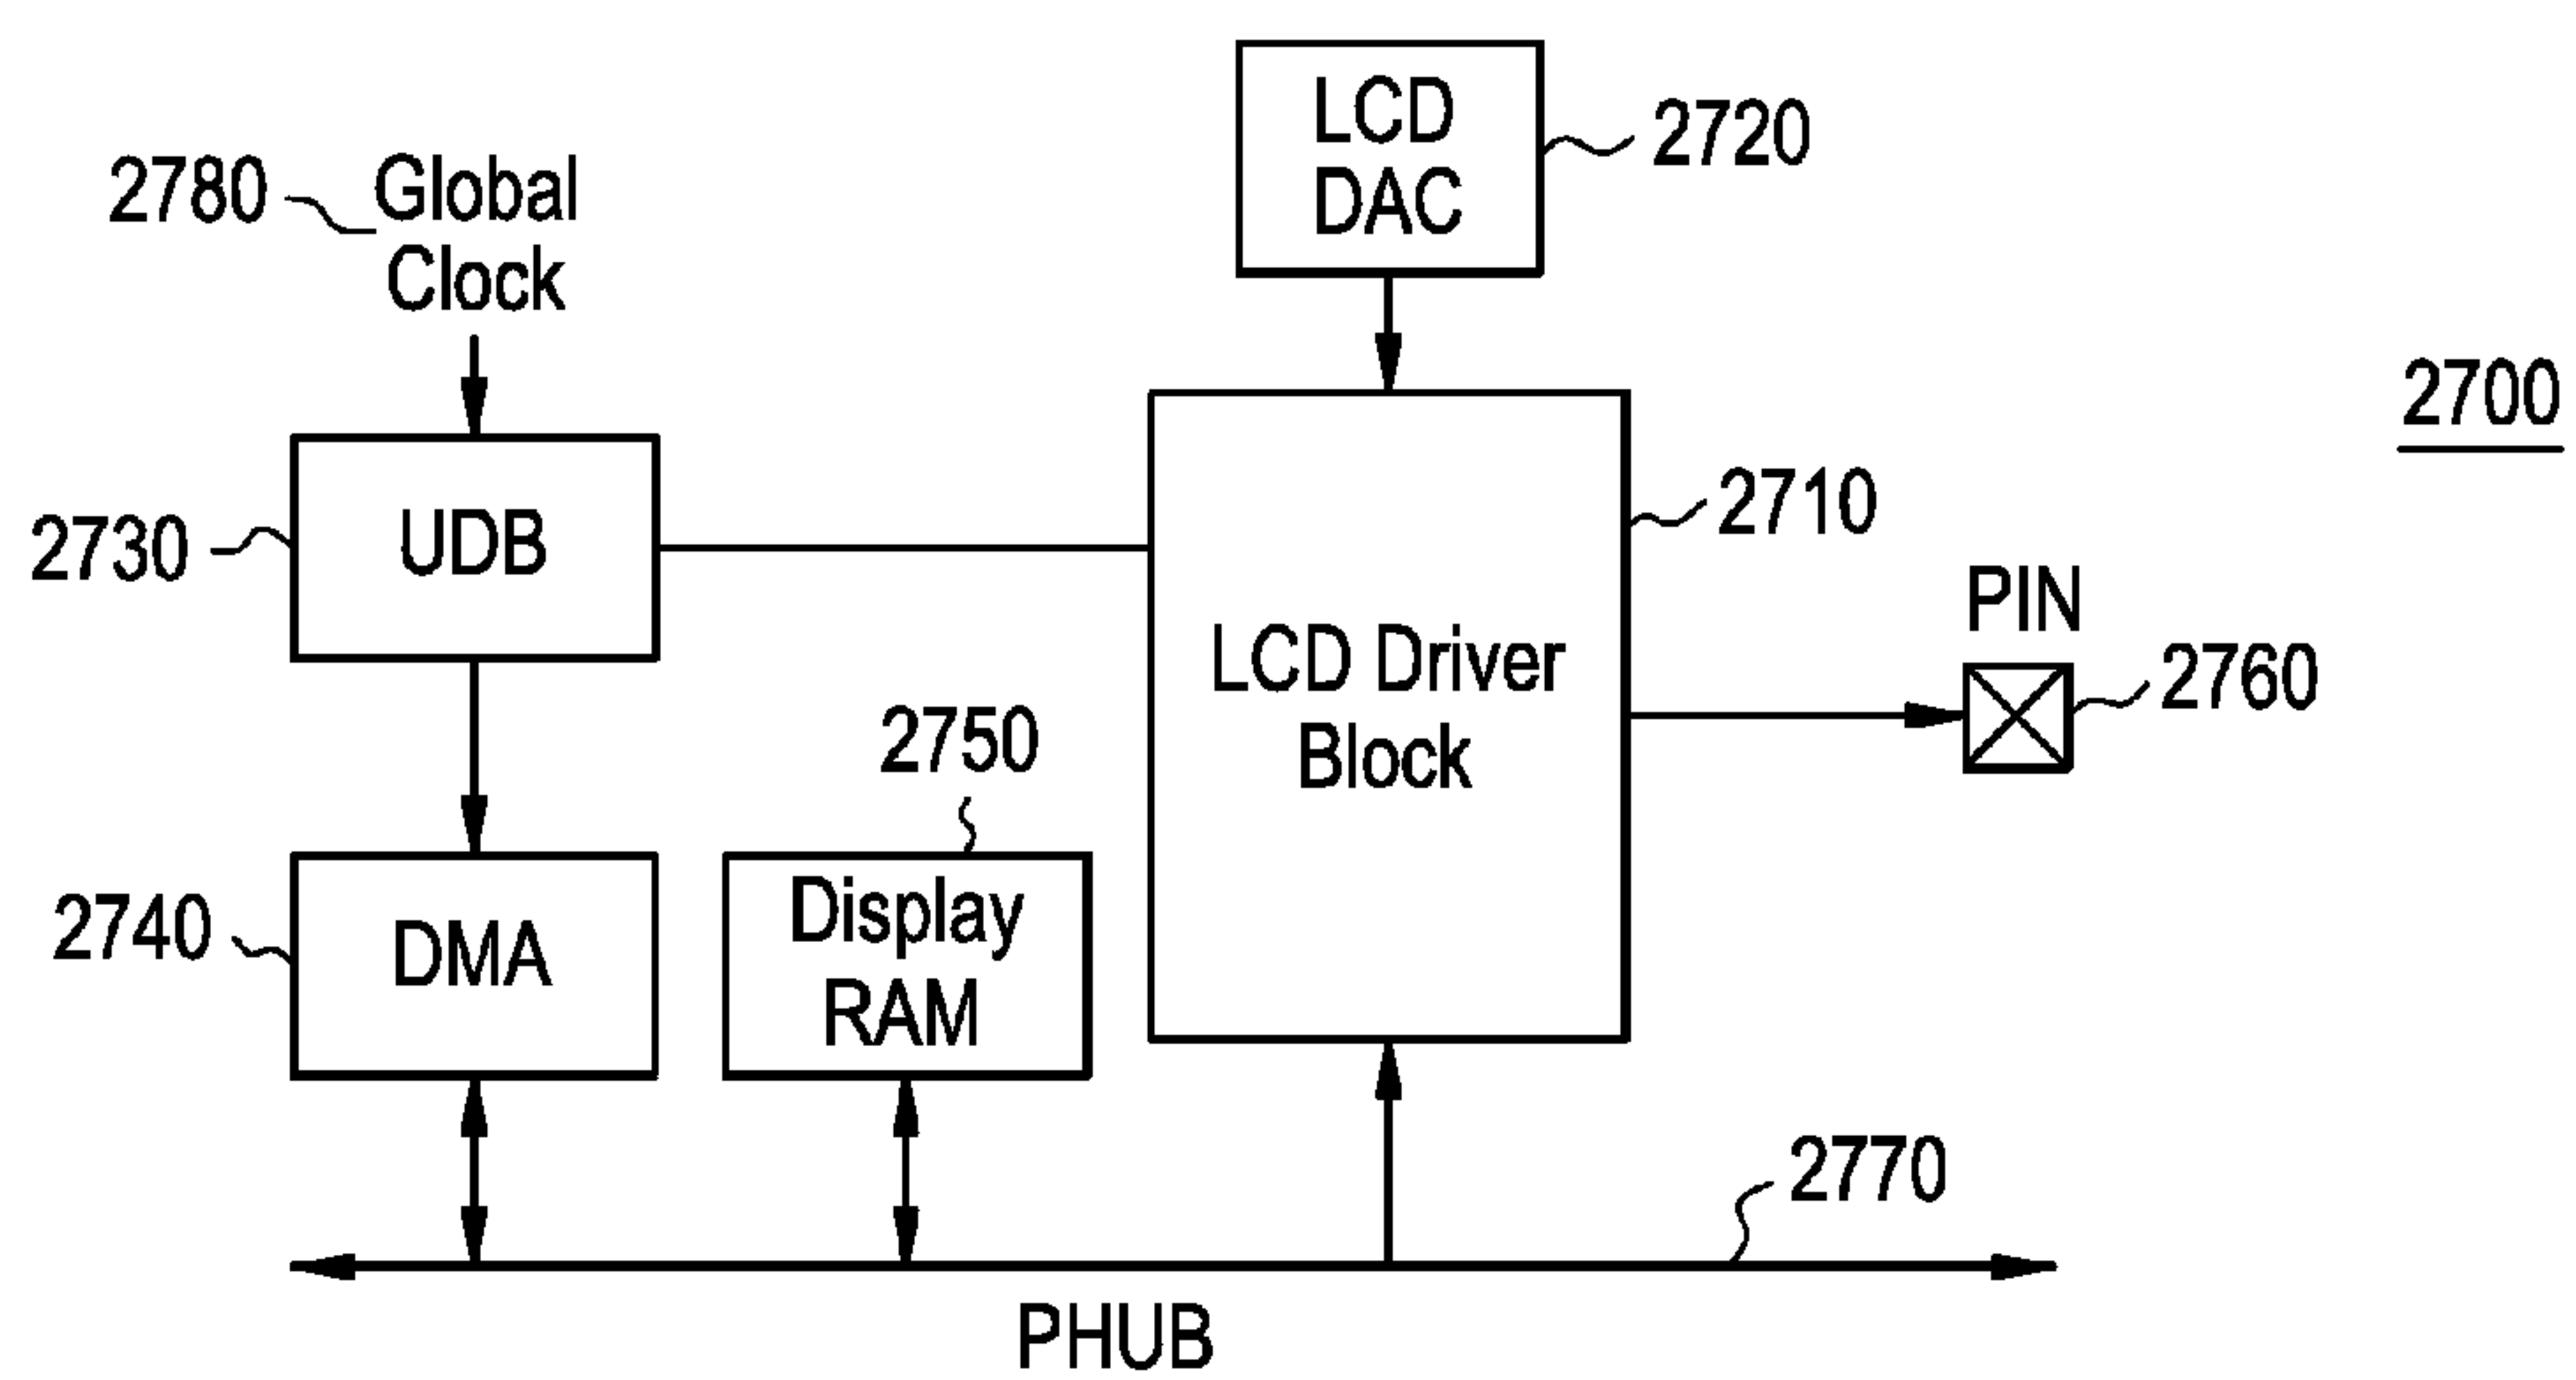 LCD
DAC
2720
2780
Global
Clock
2700
2710
2730
UDB
PIN
2760
LCD Driver
Block
2750
2740
DMA
Display
RAM
2770
PHUB